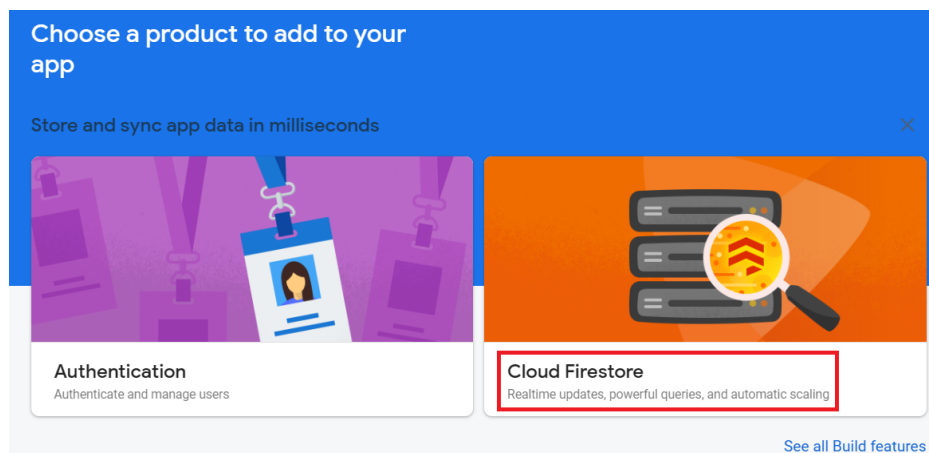 Choose a product to add to your
app
Store and sync app data in milliseconds
Authentication
Authenticate and manage users
Cloud Firestore
Realtime updates, powerful queries, and automatic scaling
See all Build features